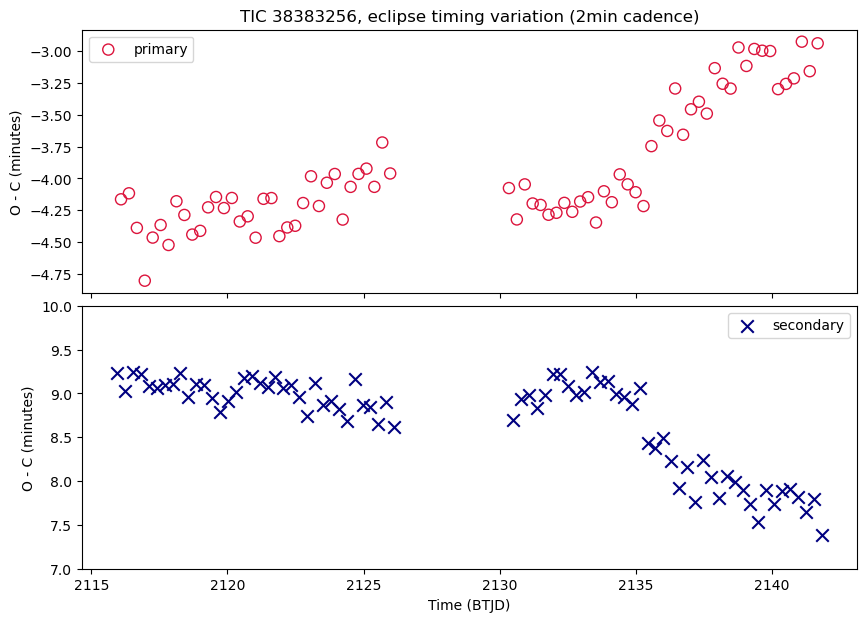 TIC 38383256, eclipse timing variation (2min cadence)
primary
O - C (minutes)
−3.00
−3.25
−3.50
−3.75
−4.00
−4.25
−4.50
−4.75
secondary
O - C (minutes)
10.0
9.5
9.0
8.5
8.0
7.5
7.0
2115 2120 2125 2130 2135 2140
Time (BTJD)